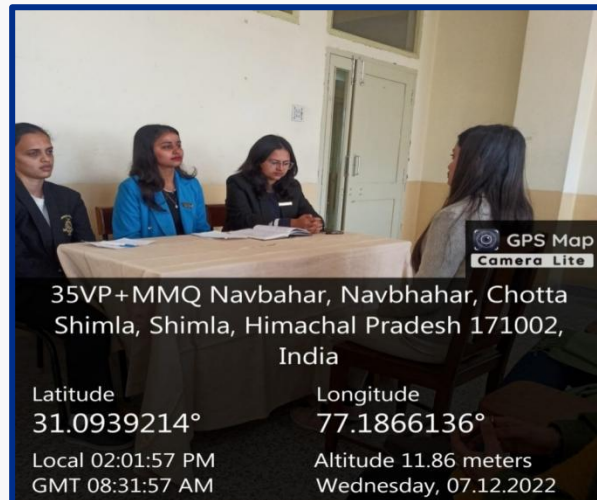 GPS Map
Camera Lite
35VP+MMQ Navbahar, Navbhahar, Chotta
Shimla, Shimla, Himachal Pradesh 171002,
India
Latitude
31.0939214°
Longitude
77.1866136°
Local 02:01:57 PM
GMT 08:31:57 AM
Altitude 11.86 meters
Wednesday, 07.12.2022